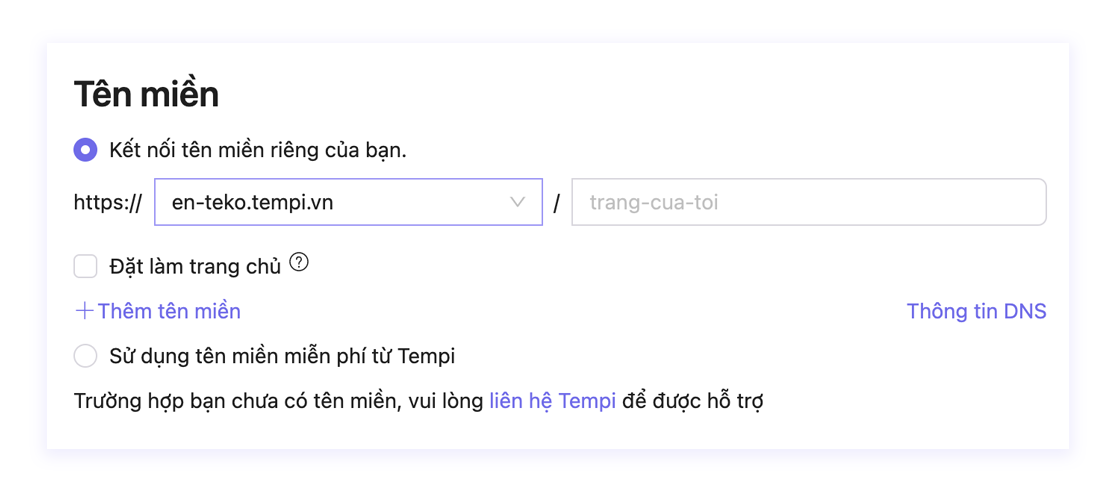 Tên miền
Kết nối tên miền riêng của bạn.
https:// en-teko.tempi.vn / trang-cua-toi
Đặt làm trang chủ ?
+Thêm tên miền Thông tin DNS
Sử dụng tên miền miễn phí từ Tempi
Trường hợp bạn chưa có tên miền, vui lòng liên hệ Tempi để được hỗ trợ